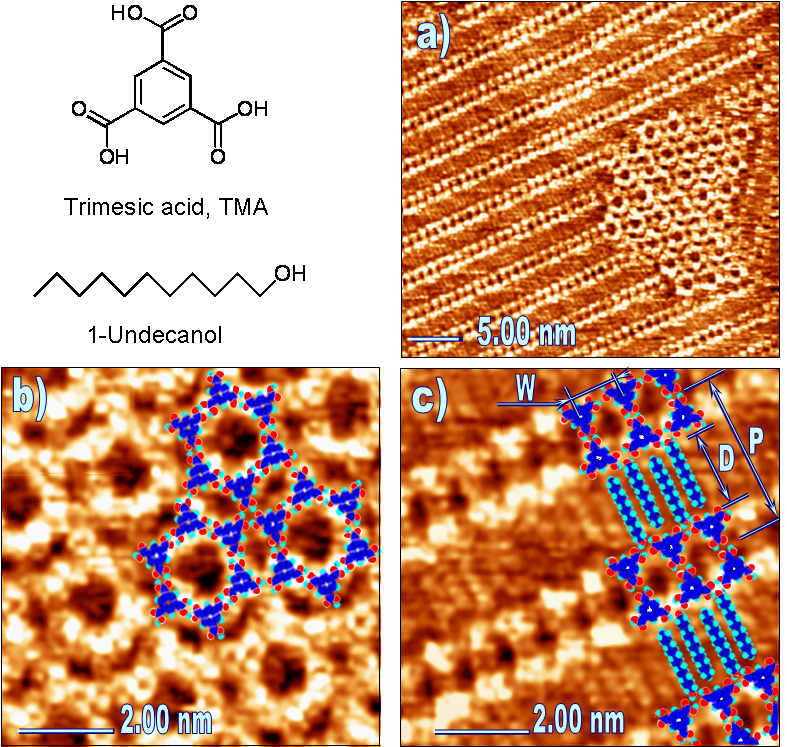 HO
O
O
OH
OH
O
Trimesic acid, TMA
OH
1-Undecanol
a)
5.00 nm
b)
2.00 nm
c)
W
P
D
2.00 nm